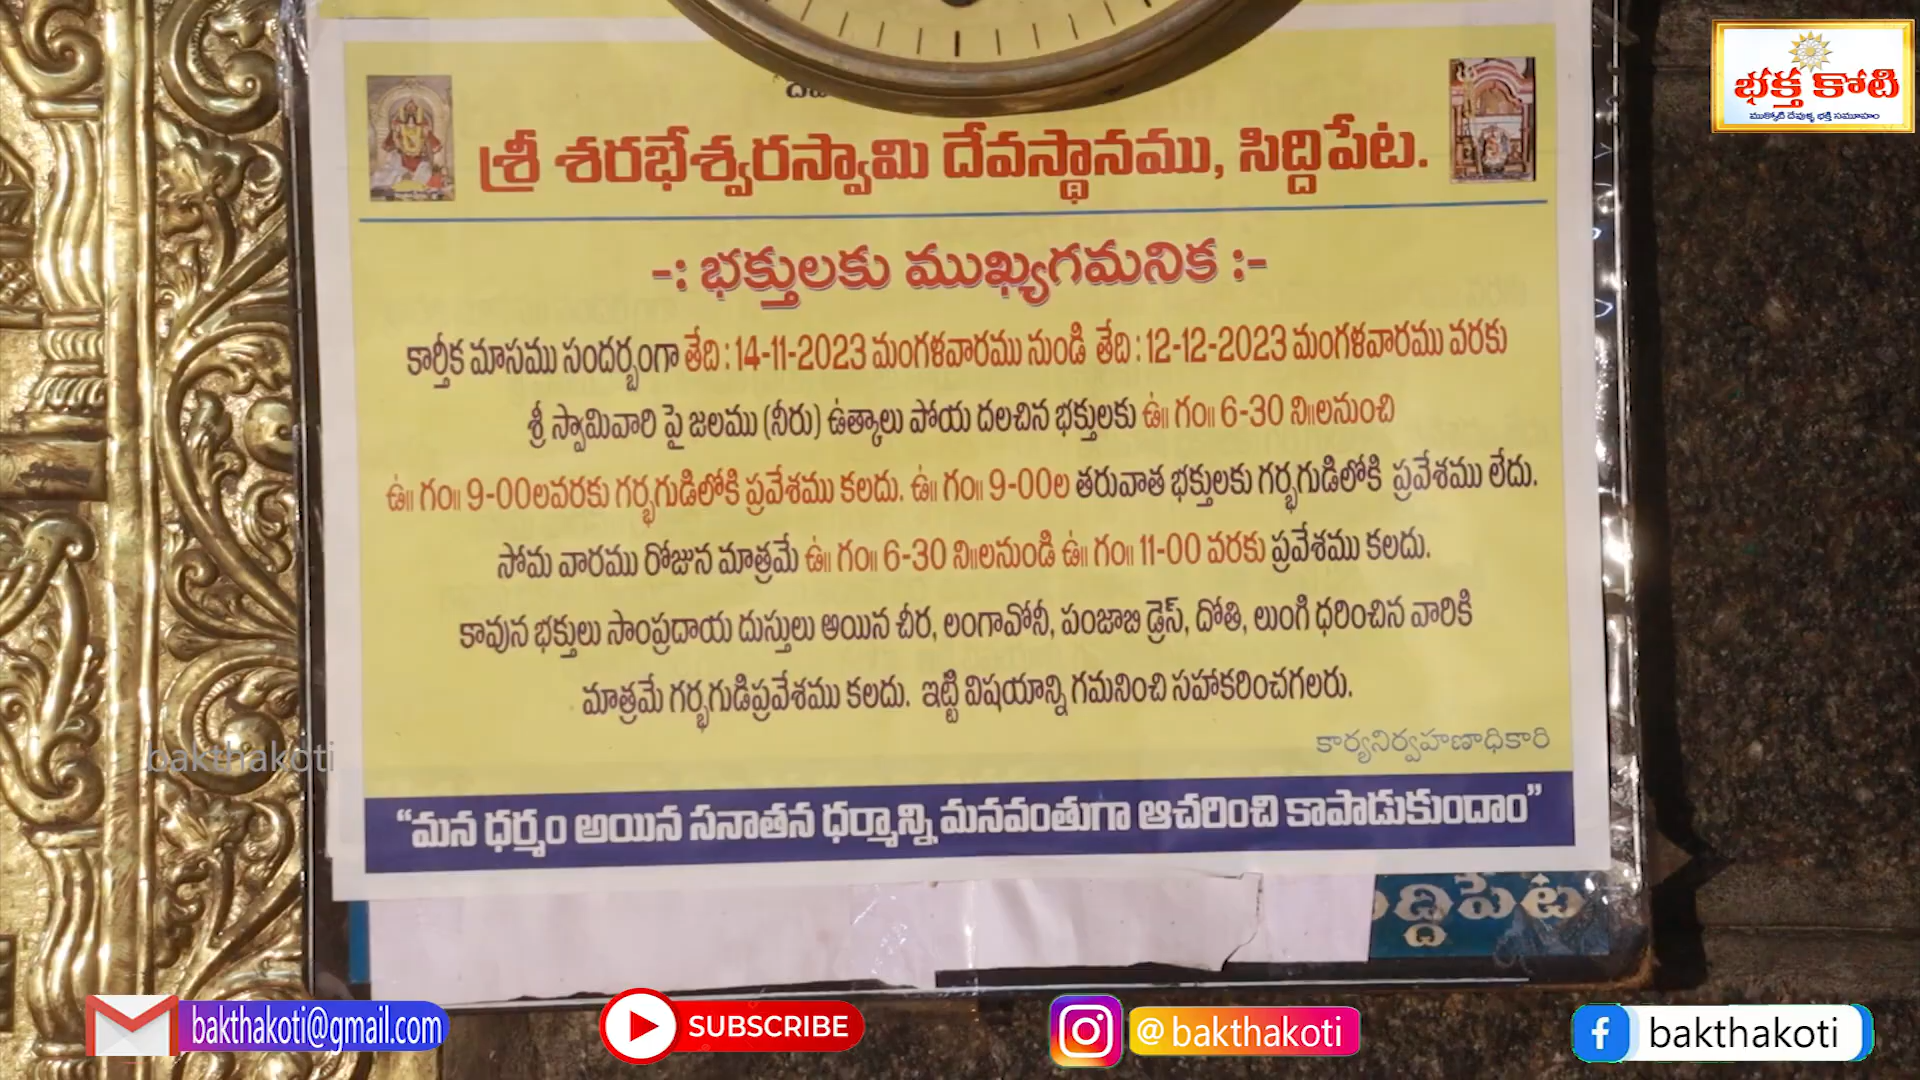 భక్త కోటి
ముక్కోటి దేవుళ్ళ భక్తి సమూహం
శ్రీ శరభేశ్వరస్వామి దేవస్థానము, సిద్దిపేట.
-: భక్తులకు ముఖ్యగమనిక :-
కార్తీక మాసము సందర్భంగా తేది : 14-11-2023 మంగళవారము నుండి తేది : 12-12-2023 మంగళవారము వరకు
శ్రీ స్వామివారి పై జలము (నీరు) ఉత్కాలు పోయ దలచిన భక్తులకు ఉ॥ గం॥ 6-30 ని॥లనుంచి
ఉ॥ గం॥ 9-00లవరకు గర్భగుడిలోకి ప్రవేశము కలదు. ఉ॥ గం॥ 9-00ల తరువాత భక్తులకు గర్భగుడిలోకి ప్రవేశము లేదు.
సోమ వారము రోజున మాత్రమే ఉ॥ గం॥ 6-30 ని॥లనుండి ఉ॥ గం॥ 11-00 వరకు ప్రవేశము కలదు.
కావున భక్తులు సాంప్రదాయ దుస్తులు అయిన చీర, లంగావోనీ, పంజాబి డ్రెస్, దోతి, లుంగి ధరించిన వారికి
మాత్రమే గర్భగుడిప్రవేశము కలదు. ఇట్టి విషయాన్ని గమనించి సహకరించగలరు.
కార్యనిర్వహణాధికారి
bakthakoti
“మన ధర్మం అయిన సనాతన ధర్మాన్ని మనవంతుగా ఆచరించి కాపాడుకుందాం”
ద్దిపేట
bakthakoti@gmail.com
SUBSCRIBE
@bakthakoti
bakthakoti